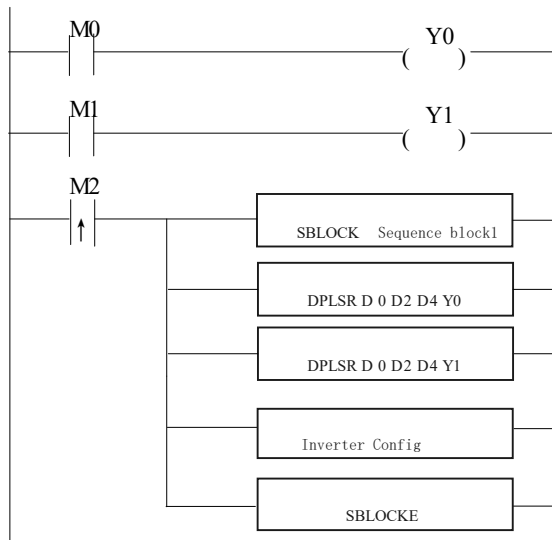 M0
Y0
( )
M1
Y1
( )
M2
SBLOCK Sequence block1
DPLSR D 0 D2 D4 Y0
DPLSR D 0 D2 D4 Y1
Inverter Config
SBLOCKE